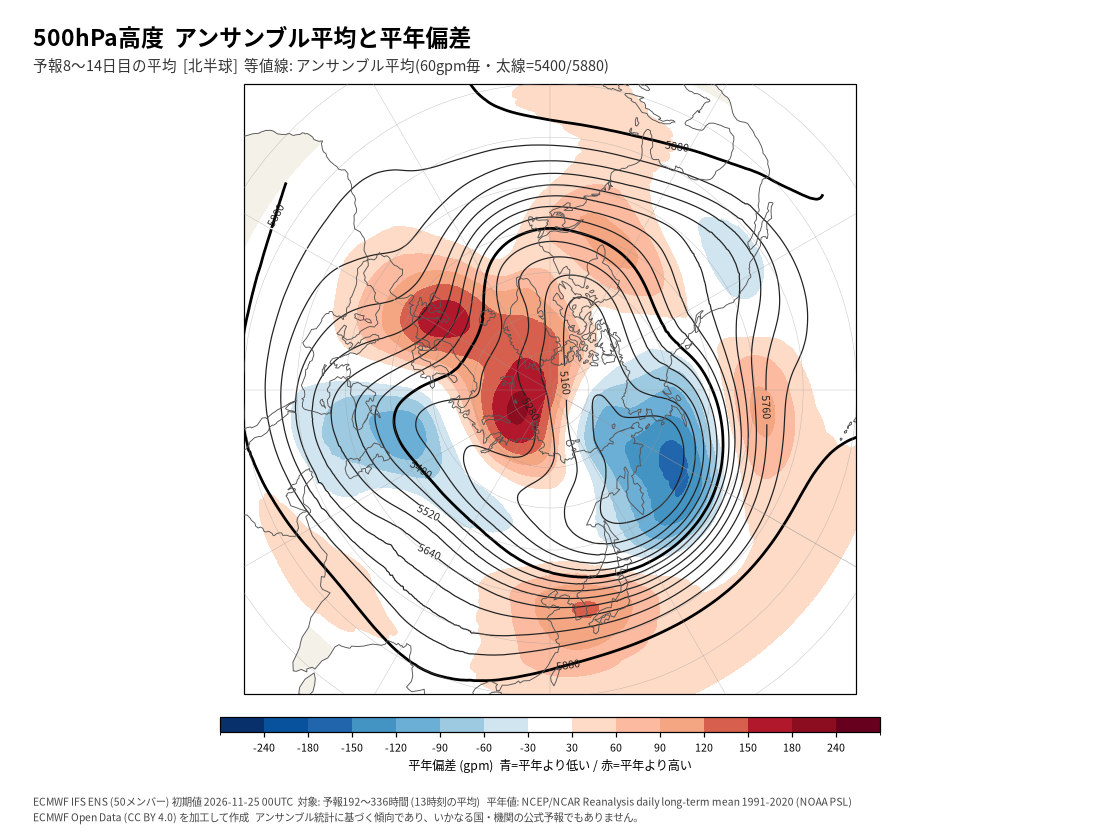 500hPa高度 アンサンブル平均と平年偏差
予報8～14日目の平均 [北半球] 等値線: アンサンブル平均(60gpm毎・太線=5400/5880)
5880
5880
5160
5280
5760
5400
5520
5640
5880
-240 -180 -150 -120 -90 -60 -30 30 60 90 120 150 180 240
平年偏差 (gpm) 青=平年より低い / 赤=平年より高い
ECMWF IFS ENS (50メンバー) 初期値 2026-11-25 00UTC 対象: 予報192～336時間 (13時刻の平均) 平年値: NCEP/NCAR Reanalysis daily long-term mean 1991-2020 (NOAA PSL)
ECMWF Open Data (CC BY 4.0) を加工して作成 アンサンブル統計に基づく傾向であり、いかなる国・機関の公式予報でもありません。